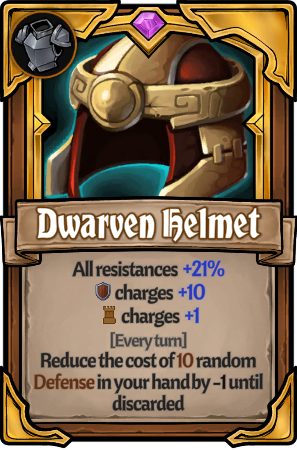 Dwarven Helmet
All resistances +21%
charges +10
charges +1
[Every turn]
Reduce the cost of 10 random
Defense in your hand by -1 until
discarded